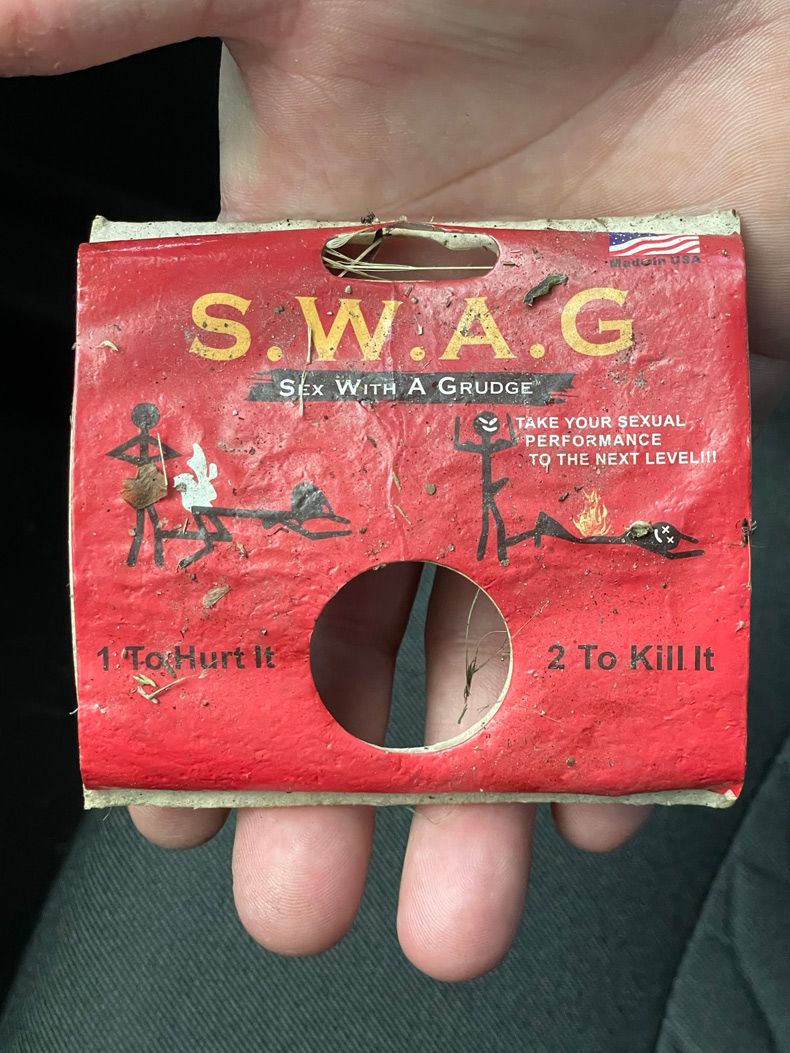 Made in USA
S.W.A.G
Sex With A Grudge™
TAKE YOUR SEXUAL
PERFORMANCE
TO THE NEXT LEVEL!!!
1 To Hurt It
2 To Kill It